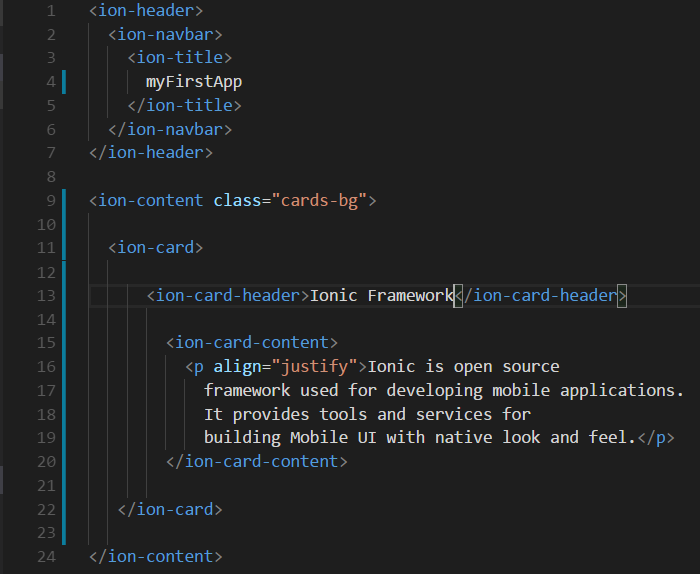 1 <ion-header>
2 <ion-navbar>
3 <ion-title>
4 myFirstApp
5 </ion-title>
6 </ion-navbar>
7 </ion-header>
8
9 <ion-content class="cards-bg">
10
11 <ion-card>
12
13 <ion-card-header>Ionic Framework</ion-card-header>
14
15 <ion-card-content>
16 <p align="justify">Ionic is open source
17 framework used for developing mobile applications.
18 It provides tools and services for
19 building Mobile UI with native look and feel.</p>
20 </ion-card-content>
21
22 </ion-card>
23
24 </ion-content>